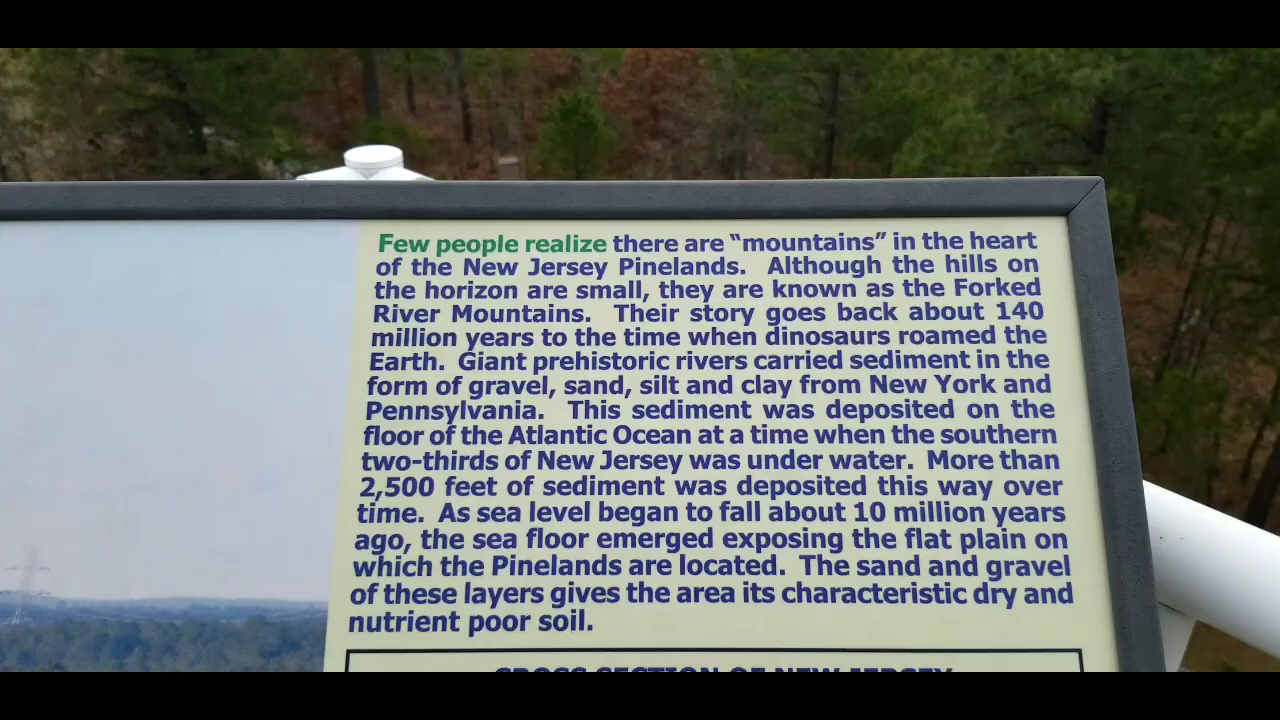 Few people realize there are “mountains” in the heart
of the New Jersey Pinelands. Although the hills on
the horizon are small, they are known as the Forked
River Mountains. Their story goes back about 140
million years to the time when dinosaurs roamed the
Earth. Giant prehistoric rivers carried sediment in the
form of gravel, sand, silt and clay from New York and
Pennsylvania. This sediment was deposited on the
floor of the Atlantic Ocean at a time when the southern
two-thirds of New Jersey was under water. More than
2,500 feet of sediment was deposited this way over
time. As sea level began to fall about 10 million years
ago, the sea floor emerged exposing the flat plain on
which the Pinelands are located. The sand and gravel
of these layers gives the area its characteristic dry and
nutrient poor soil.
CROSS SECTION OF NEW JERSEY